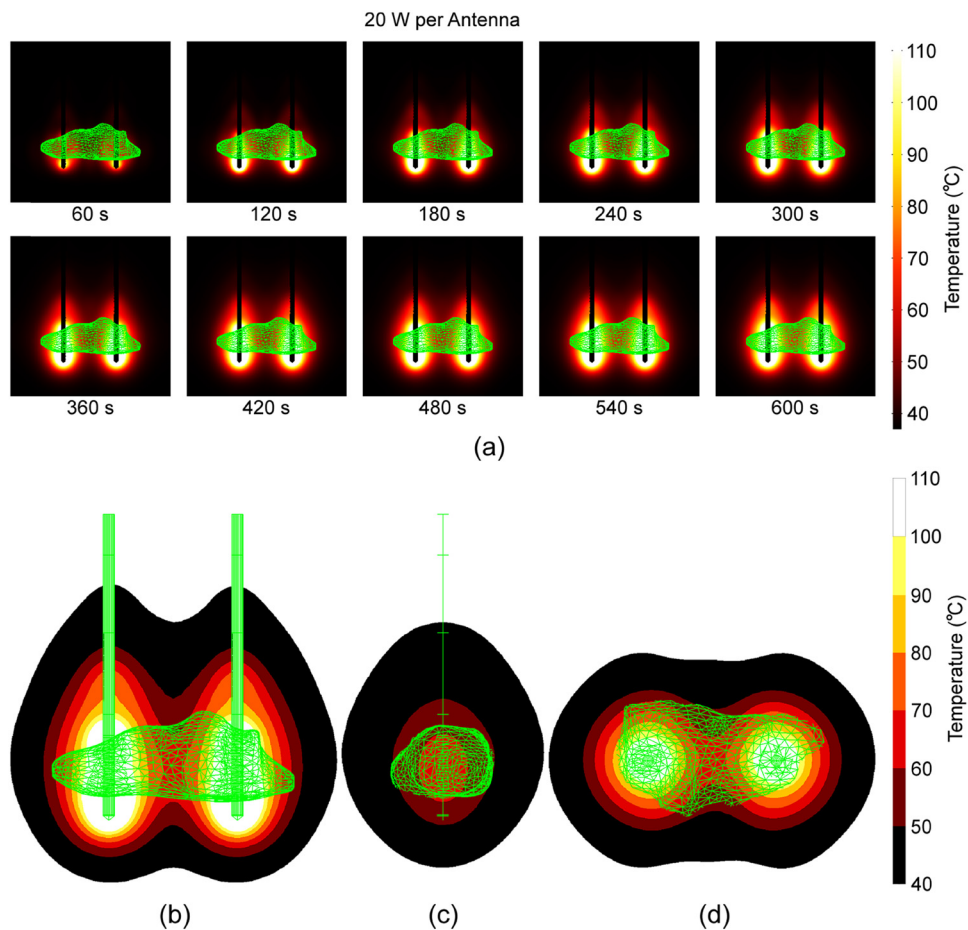 20 W per Antenna
60 s
120 s
180 s
240 s
300 s
360 s
420 s
480 s
540 s
600 s
110
100
90
80
70
60
50
40
Temperature (°C)
(a)
110
100
90
80
70
60
50
40
Temperature (°C)
(b)
(c)
(d)